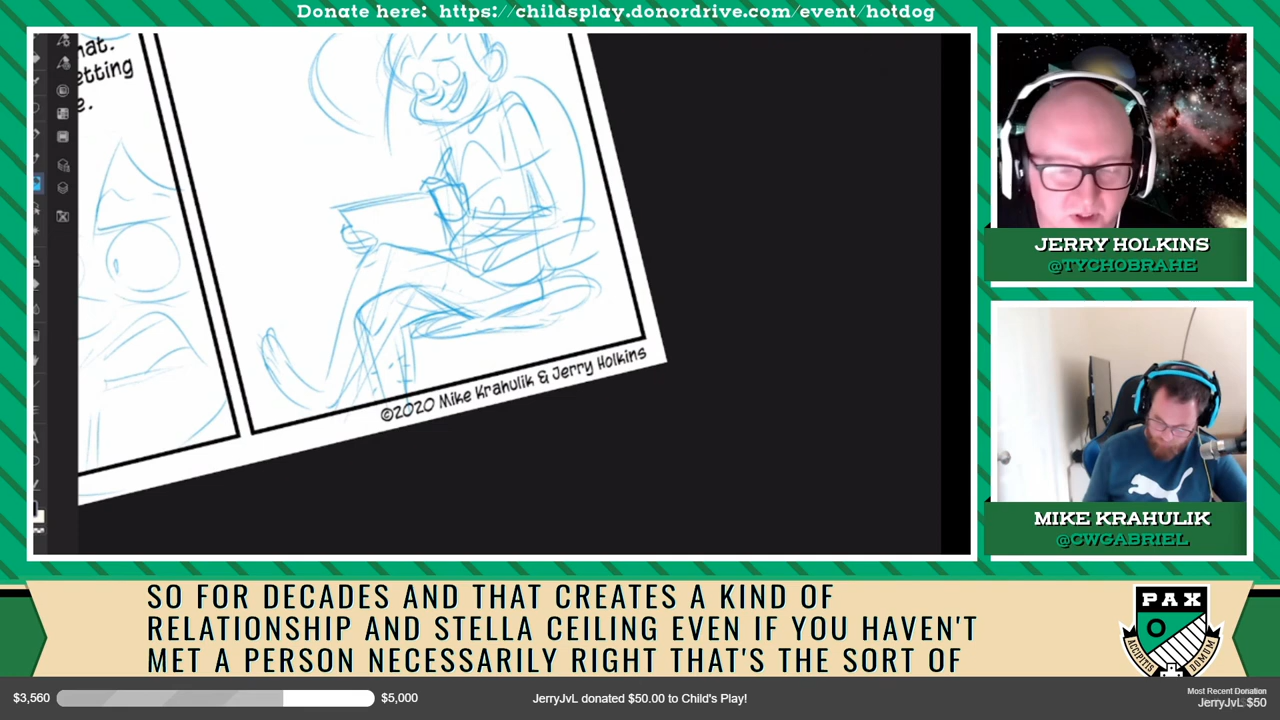 Donate here: https://childsplay.donordrive.com/event/hotdog
hat.
etting
e.
©2020 Mike Krahulik & Jerry Holkins
JERRY HOLKINS
@TYCHOBRAHE
MIKE KRAHULIK
@CWGABRIEL
SO FOR DECADES AND THAT CREATES A KIND OF
RELATIONSHIP AND STELLA CEILING EVEN IF YOU HAVEN'T
MET A PERSON NECESSARILY RIGHT THAT'S THE SORT OF
PAX
ACCIPITIS DOMUM
$3,560
$5,000
JerryJvL donated $50.00 to Child's Play!
Most Recent Donation
JerryJvL $50